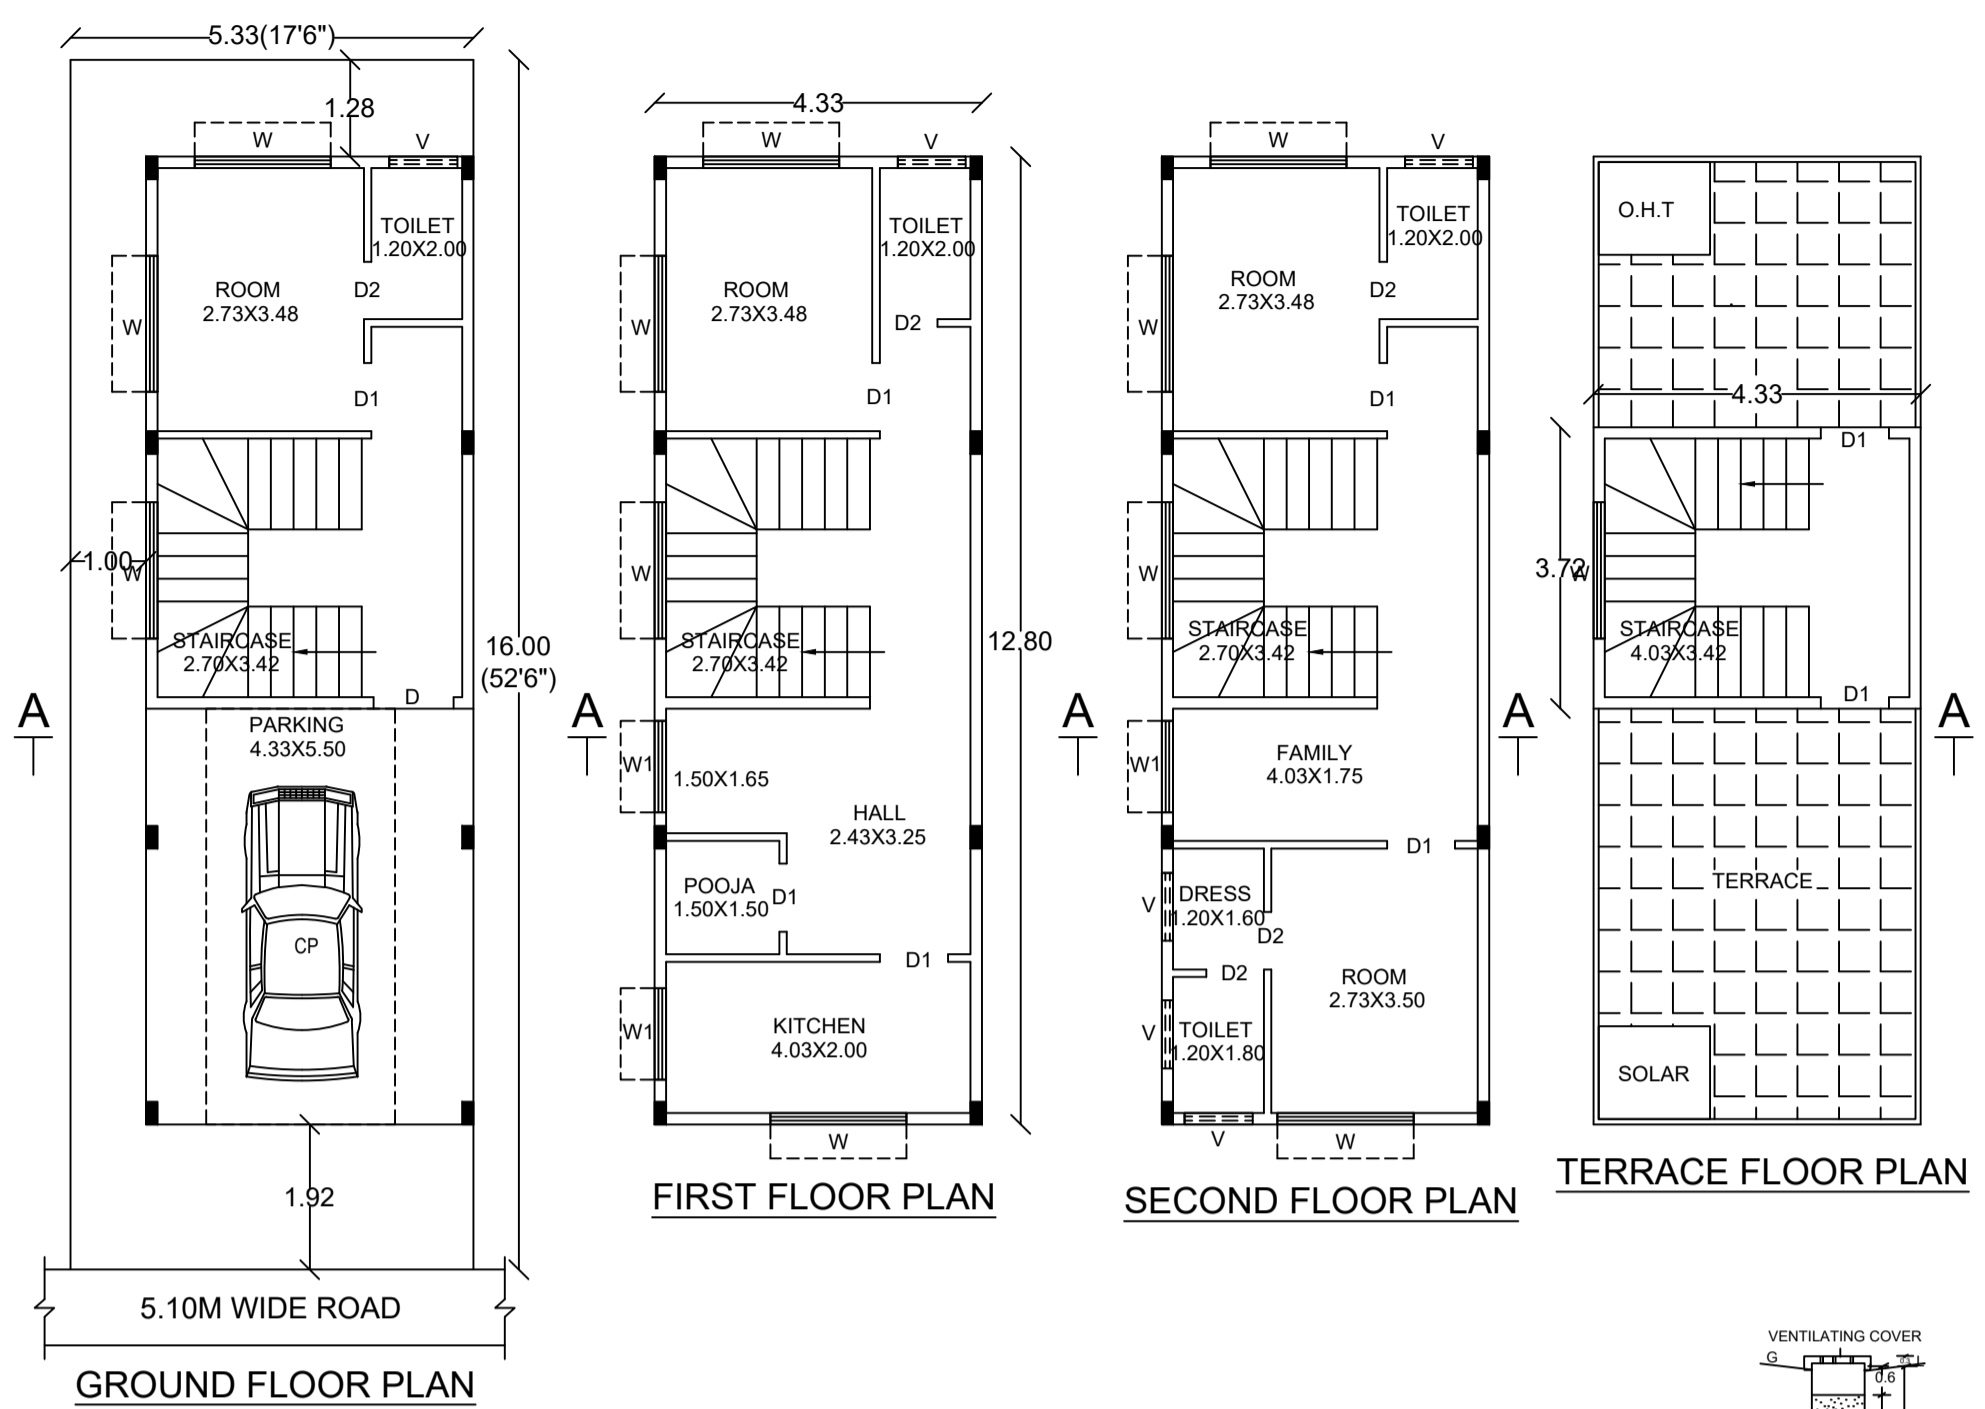 5.33(17'6")
1.28
W
V
TOILET
1.20X2.00
ROOM
2.73X3.48
D2
W
D1
1.00
W
STAIRCASE
2.70X3.42
16.00
(52'6")
D
A
PARKING
4.33X5.50
CP
1.92
5.10M WIDE ROAD
GROUND FLOOR PLAN
4.33
W
V
TOILET
1.20X2.00
ROOM
2.73X3.48
W
D2
D1
W
STAIRCASE
2.70X3.42
12.80
A
A
W1
1.50X1.65
HALL
2.43X3.25
POOJA
1.50X1.50
D1
D1
W1
KITCHEN
4.03X2.00
W
FIRST FLOOR PLAN
W
V
TOILET
1.20X2.00
ROOM
2.73X3.48
D2
W
D1
W
STAIRCASE
2.70X3.42
A
W1
FAMILY
4.03X1.75
D1
DRESS
1.20X1.60
V
D2
D2
ROOM
2.73X3.50
V
TOILET
1.20X1.80
V
W
SECOND FLOOR PLAN
O.H.T
4.33
D1
3.72
W
STAIRCASE
4.03X3.42
D1
A
TERRACE
SOLAR
TERRACE FLOOR PLAN
VENTILATING COVER
G
0.6